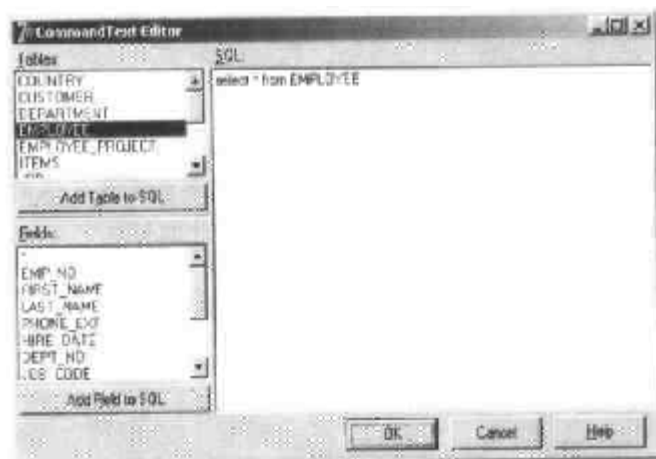 CommandText Editor
Tables:
COUNTRY
CUSTOMER
DEPARTMENT
EMPLOYEE
EMPLOYEE_PROJECT
ITEMS
Add Table to SQL
Fields:
*
EMP_NO
FIRST_NAME
LAST_NAME
PHONE_EXT
HIRE_DATE
DEPT_NO
JOB_CODE
Add Field to SQL
SQL:
select * from EMPLOYEE
OK
Cancel
Help